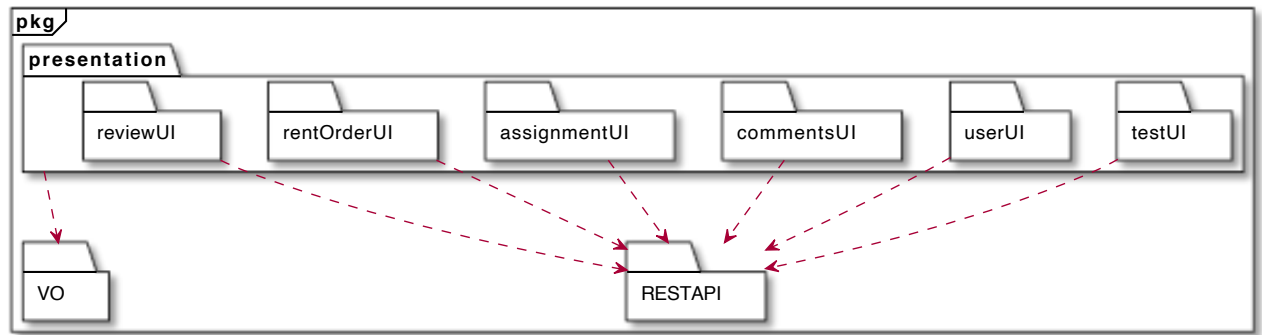 pkg
presentation
reviewUI
rentOrderUI
assignmentUI
commentsUI
userUI
testUI
VO
RESTAPI